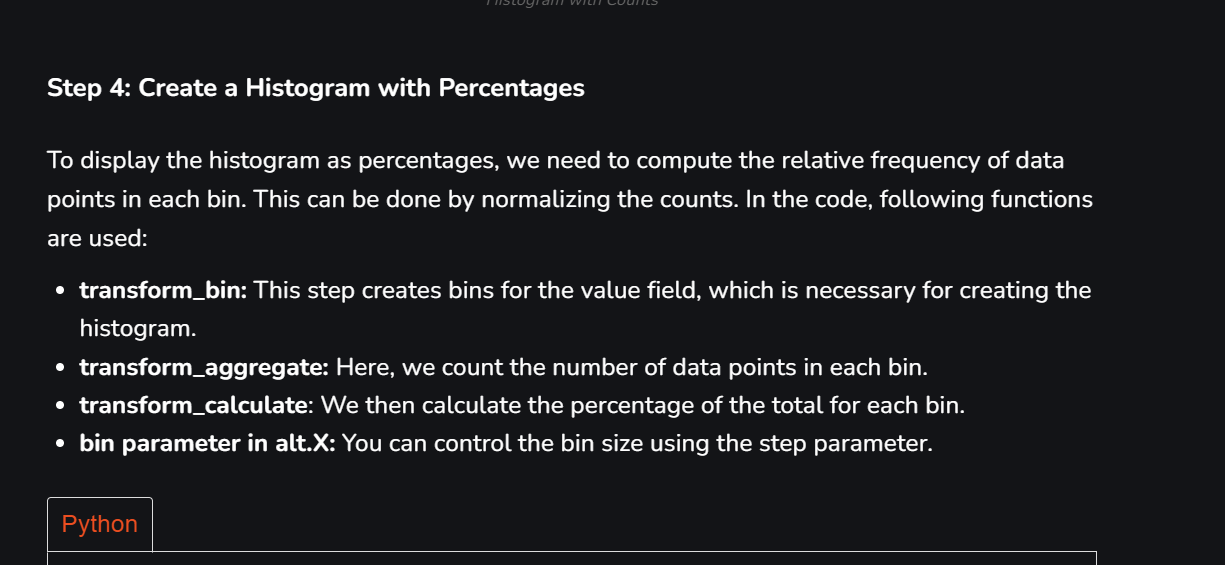 Histogram with Counts
Step 4: Create a Histogram with Percentages
To display the histogram as percentages, we need to compute the relative frequency of data
points in each bin. This can be done by normalizing the counts. In the code, following functions
are used:
• transform_bin: This step creates bins for the value field, which is necessary for creating the
histogram.
• transform_aggregate: Here, we count the number of data points in each bin.
• transform_calculate: We then calculate the percentage of the total for each bin.
• bin parameter in alt.X: You can control the bin size using the step parameter.
Python